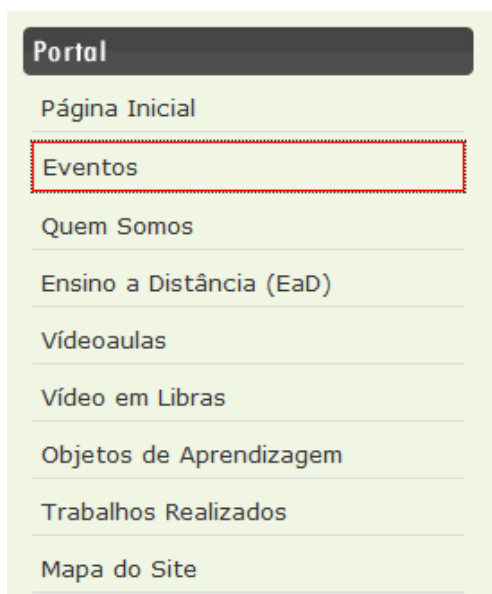 Portal
Página Inicial
Eventos
Quem Somos
Ensino a Distância (EaD)
Vídeoaulas
Vídeo em Libras
Objetos de Aprendizagem
Trabalhos Realizados
Mapa do Site